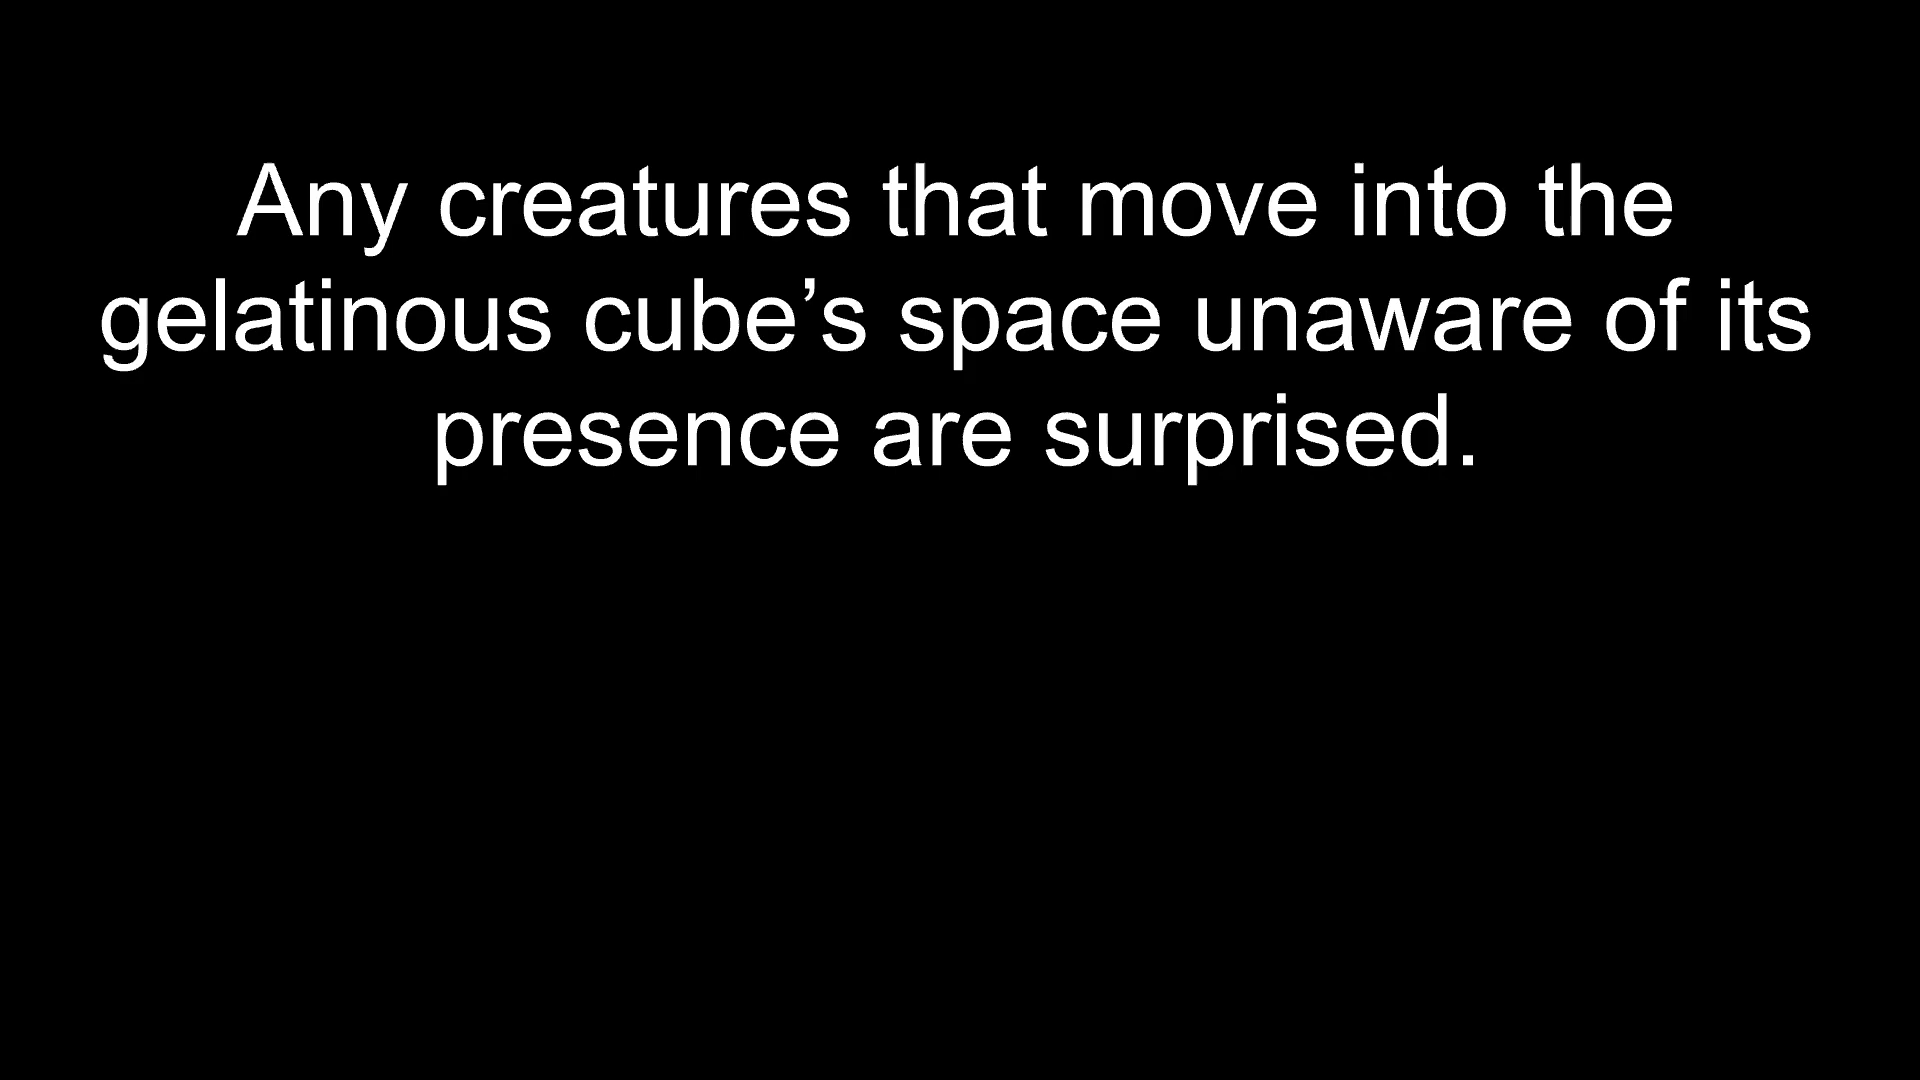 Any creatures that move into the
gelatinous cube’s space unaware of its
presence are surprised.